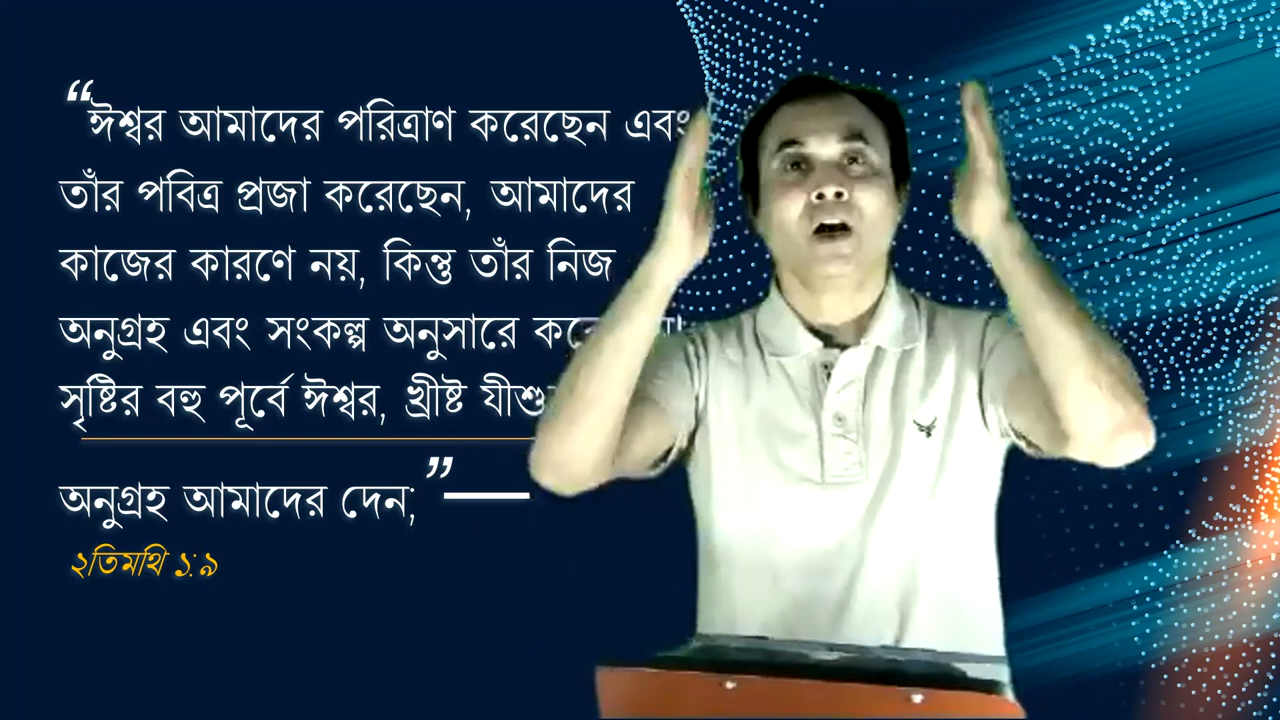 “ঈশ্বর আমাদের পরিত্রাণ করেছেন এবং
তাঁর পবিত্র প্রজা করেছেন, আমাদের
কাজের কারণে নয়, কিন্তু তাঁর নিজ
অনুগ্রহ এবং সংকল্প অনুসারে
সৃষ্টির বহু পূর্বে ঈশ্বর, খ্রীষ্ট
অনুগ্রহ আমাদের দেন;”
২তিমথি ১:৯